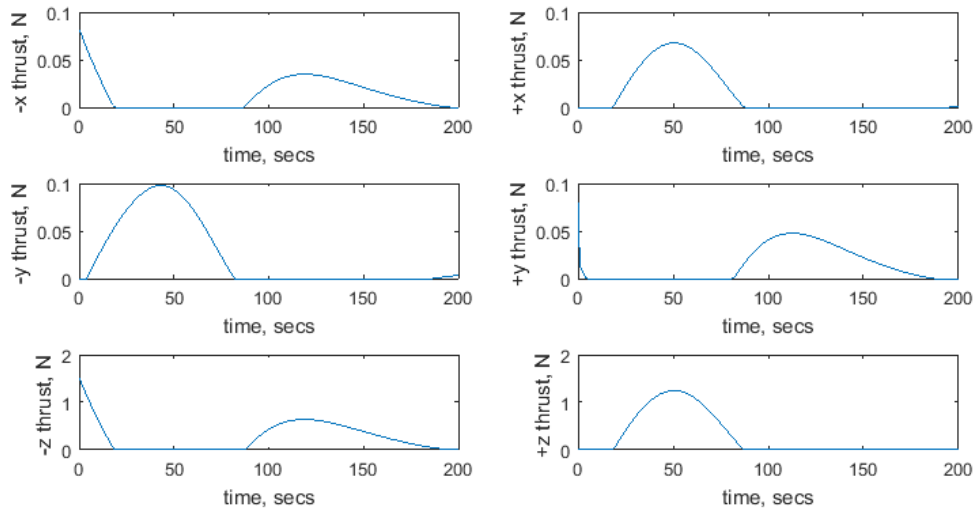 -x thrust, N
0.1
0.05
0
0 50 100 150 200
time, secs
+x thrust, N
0.1
0.05
0
0 50 100 150 200
time, secs
-y thrust, N
0.1
0.05
0
0 50 100 150 200
time, secs
+y thrust, N
0.1
0.05
0
0 50 100 150 200
time, secs
-z thrust, N
2
1
0
0 50 100 150 200
time, secs
+z thrust, N
2
1
0
0 50 100 150 200
time, secs